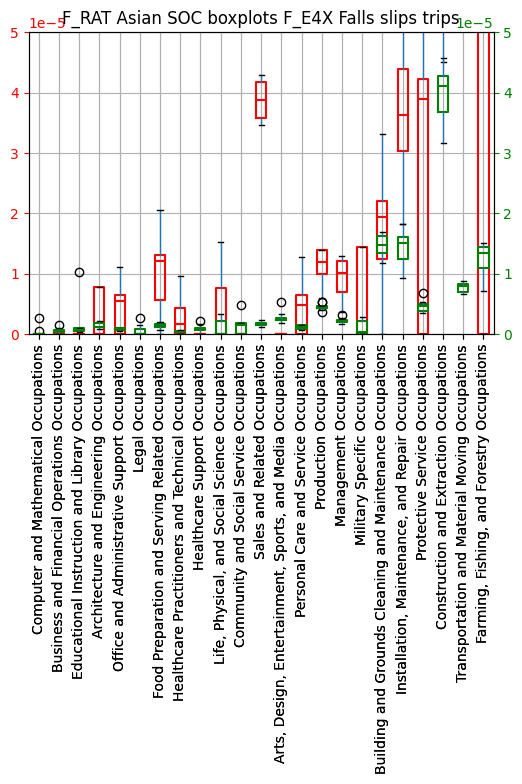 F_RAT Asian SOC boxplots F_E4X Falls slips trips
1e−5
1e−5
5
4
3
2
1
0
5
4
3
2
1
0
Computer and Mathematical Occupations
Business and Financial Operations Occupations
Educational Instruction and Library Occupations
Architecture and Engineering Occupations
Office and Administrative Support Occupations
Legal Occupations
Food Preparation and Serving Related Occupations
Healthcare Practitioners and Technical Occupations
Healthcare Support Occupations
Life, Physical, and Social Science Occupations
Community and Social Service Occupations
Sales and Related Occupations
Arts, Design, Entertainment, Sports, and Media Occupations
Personal Care and Service Occupations
Production Occupations
Management Occupations
Military Specific Occupations
Building and Grounds Cleaning and Maintenance Occupations
Installation, Maintenance, and Repair Occupations
Protective Service Occupations
Construction and Extraction Occupations
Transportation and Material Moving Occupations
Farming, Fishing, and Forestry Occupations